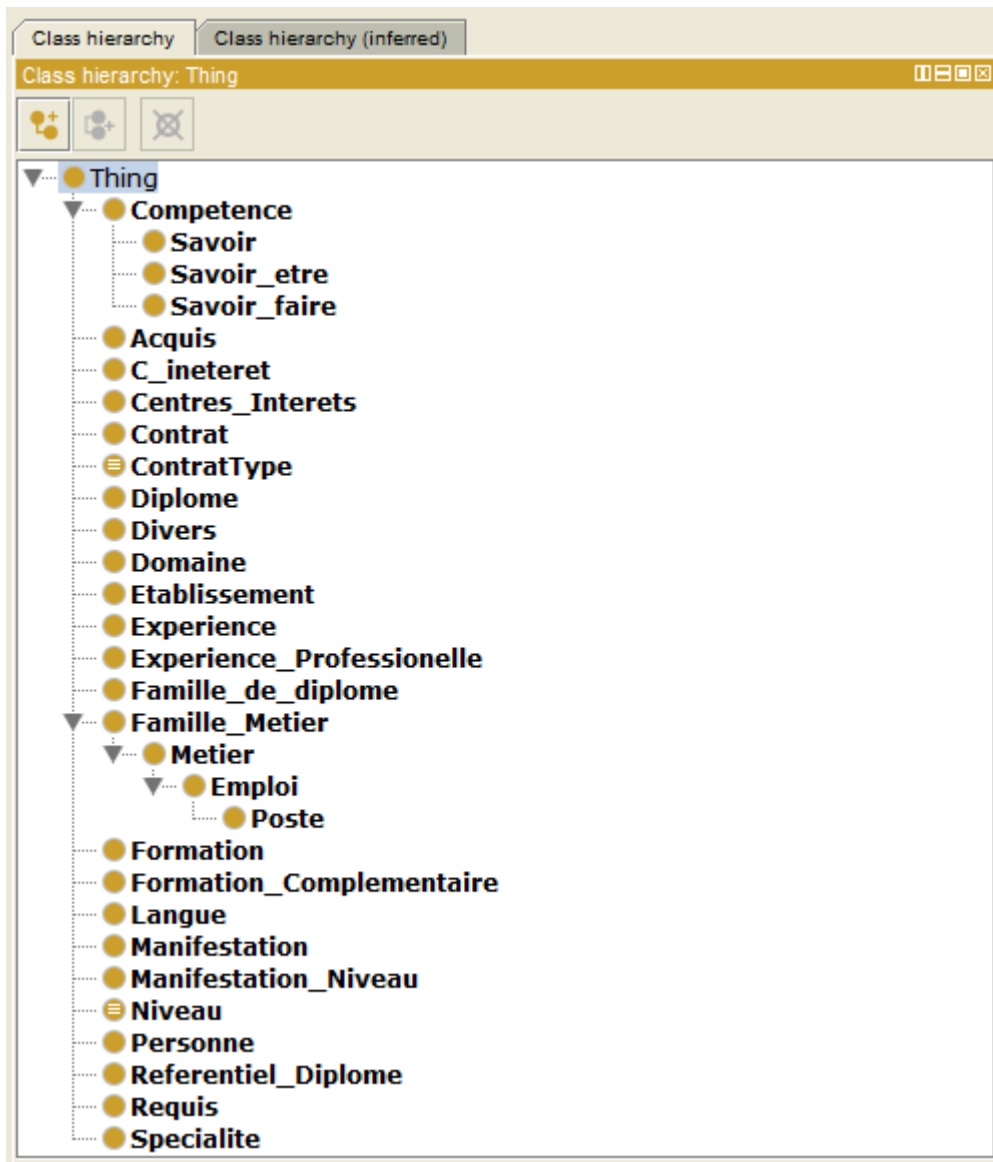 Class hierarchy Class hierarchy (inferred)
Class hierarchy: Thing
Thing
Competence
Savoir
Savoir_etre
Savoir_faire
Acquis
C_ineteret
Centres_Interets
Contrat
ContratType
Diplome
Divers
Domaine
Etablissement
Experience
Experience_Professionelle
Famille_de_diplome
Famille_Metier
Metier
Emploi
Poste
Formation
Formation_Complementaire
Langue
Manifestation
Manifestation_Niveau
Niveau
Personne
Referentiel_Diplome
Requis
Specialite